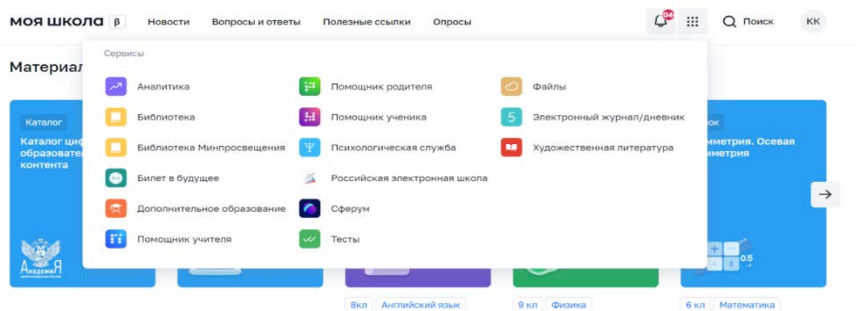 моя школа β Новости Вопросы и ответы Полезные ссылки Опросы Поиск КК
Сервисы
Материал
Аналитика Помощник родителя Файлы
Библиотека Помощник ученика 5 Электронный журнал/дневник
Библиотека Минпросвещения Психологическая служба Художественная литература
Билет в будущее Российская электронная школа
Дополнительное образование Сферум
Помощник учителя Тесты
Каталог
Каталог циф
образовате
контента
ок
мметрия. Осевая
мметрия
АкадемиЯ
0.5
8кл Английский язык 9 кл Физика 6 кл Математика